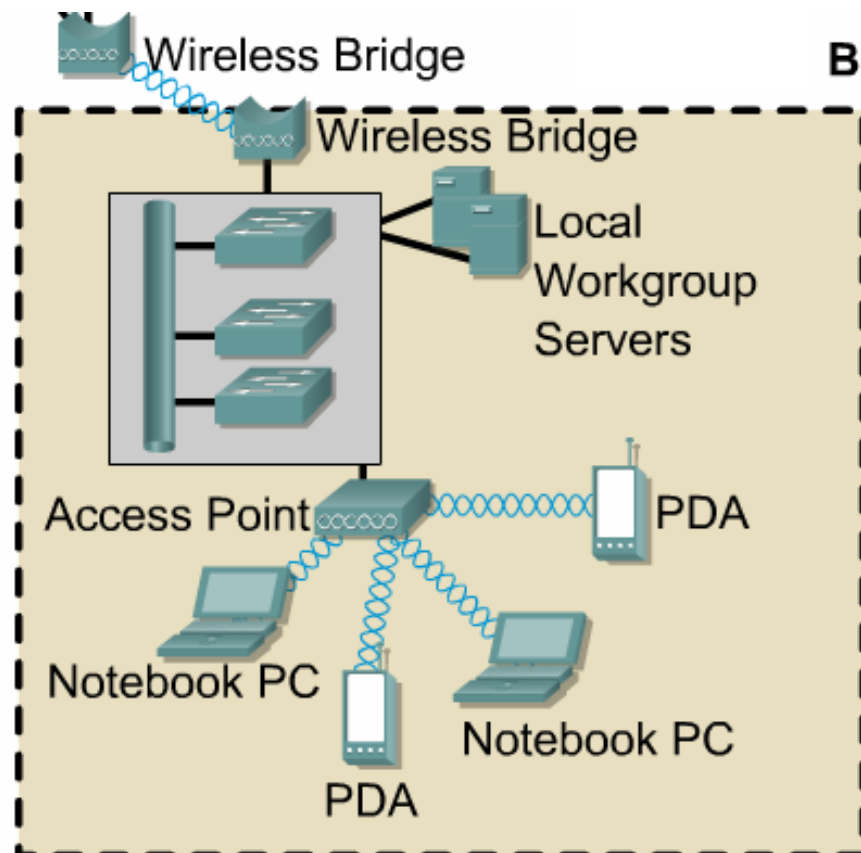 Wireless Bridge
B
Wireless Bridge
Local
Workgroup
Servers
Access Point
PDA
Notebook PC
Notebook PC
PDA